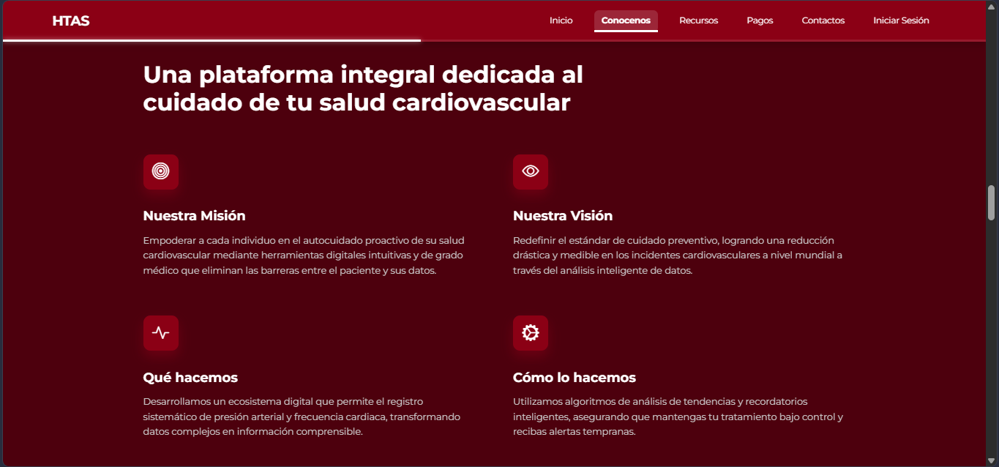 HTAS
Inicio
Conocenos
Recursos
Pagos
Contactos
Iniciar Sesión
Una plataforma integral dedicada al
cuidado de tu salud cardiovascular
Nuestra Misión
Empoderar a cada individuo en el autocuidado proactivo de su salud
cardiovascular mediante herramientas digitales intuitivas y de grado
médico que eliminan las barreras entre el paciente y sus datos.
Nuestra Visión
Redefinir el estándar de cuidado preventivo, logrando una reducción
drástica y medible en los incidentes cardiovasculares a nivel mundial a
través del análisis inteligente de datos.
Qué hacemos
Desarrollamos un ecosistema digital que permite el registro
sistemático de presión arterial y frecuencia cardiaca, transformando
datos complejos en información comprensible.
Cómo lo hacemos
Utilizamos algoritmos de análisis de tendencias y recordatorios
inteligentes, asegurando que mantengas tu tratamiento bajo control y
recibas alertas tempranas.